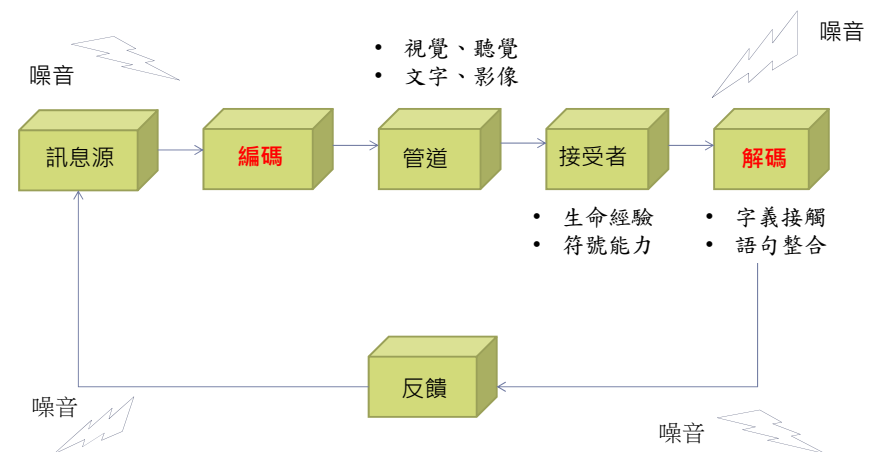 噪音
• 視覺、聽覺
• 文字、影像
噪音
訊息源
編碼
管道
接受者
解碼
• 生命經驗
• 符號能力
• 字義接觸
• 語句整合
反饋
噪音
噪音